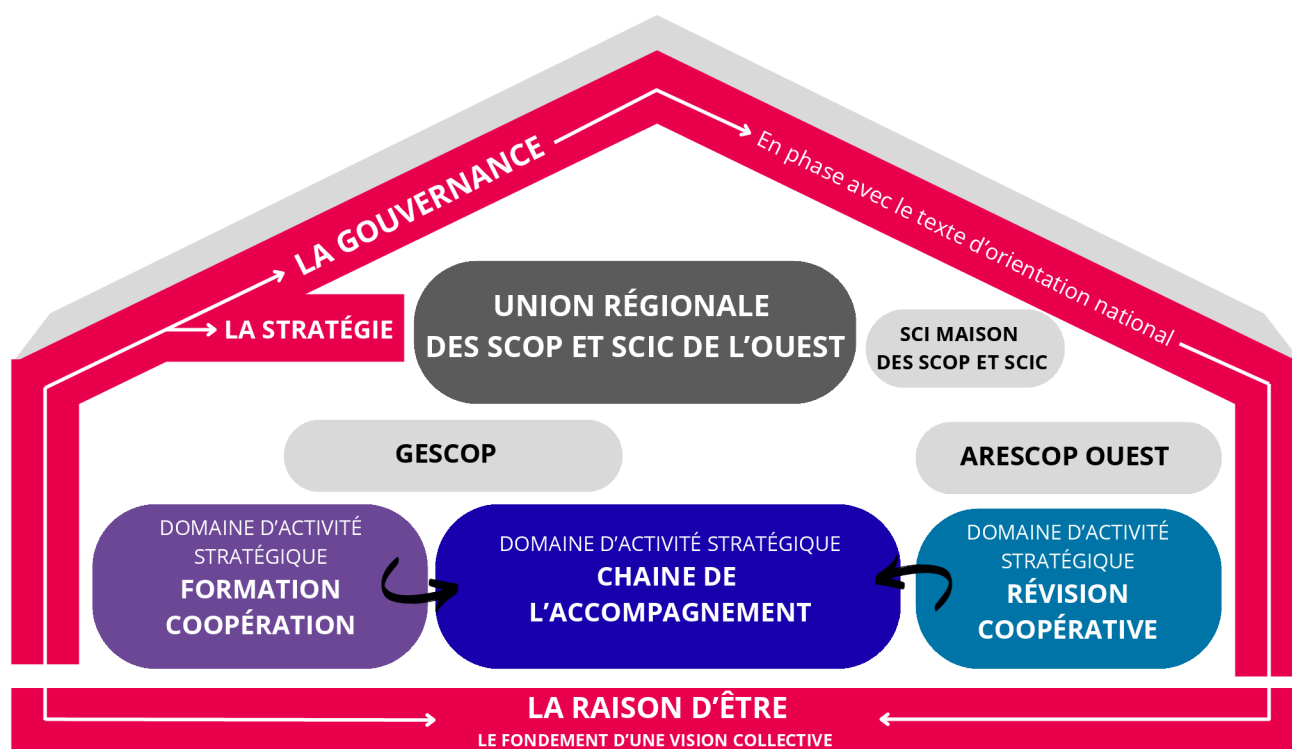 LA GOUVERNANCE
En phase avec le texte d’orientation national
LA STRATÉGIE
UNION RÉGIONALE
DES SCOP ET SCIC DE L’OUEST
SCI MAISON
DES SCOP ET SCIC
GESCOP
ARESCOP OUEST
DOMAINE D’ACTIVITÉ
STRATÉGIQUE
FORMATION
COOPÉRATION
DOMAINE D’ACTIVITÉ STRATÉGIQUE
CHAINE DE
L’ACCOMPAGNEMENT
DOMAINE D’ACTIVITÉ
STRATÉGIQUE
RÉVISION
COOPÉRATIVE
LA RAISON D’ÊTRE
LE FONDEMENT D’UNE VISION COLLECTIVE